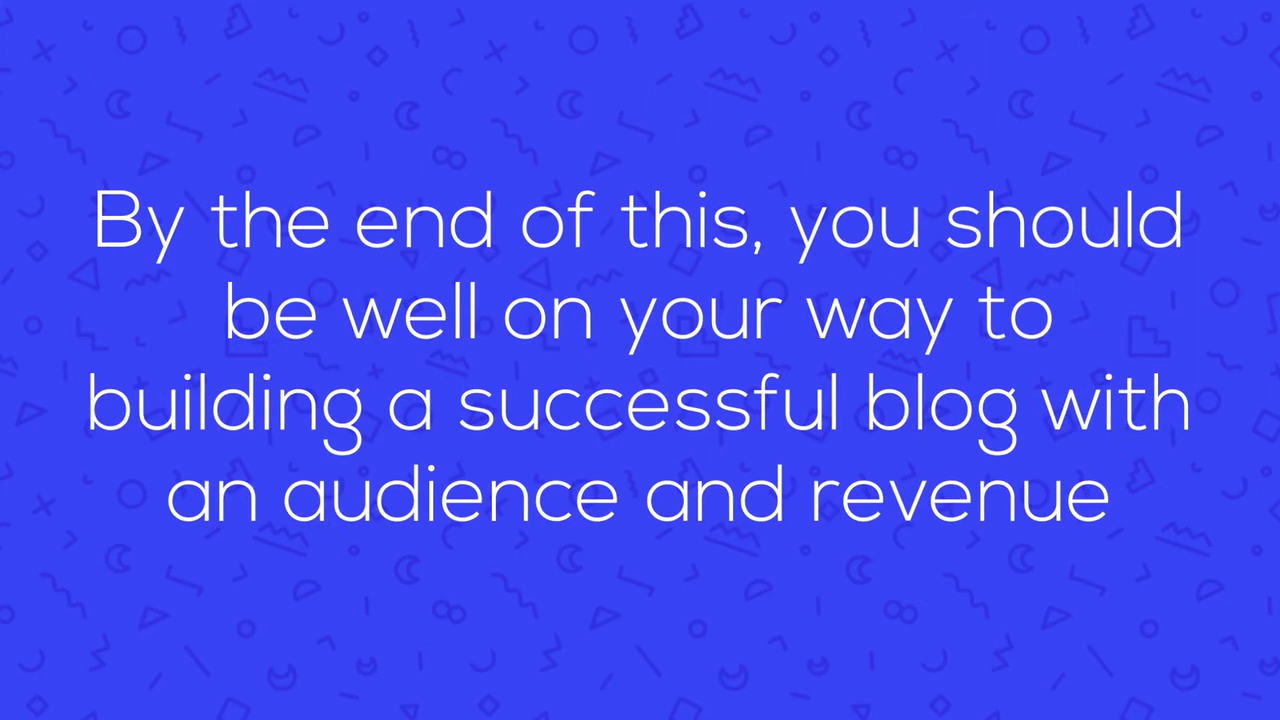 By the end of this, you should
be well on your way to
building a successful blog with
an audience and revenue